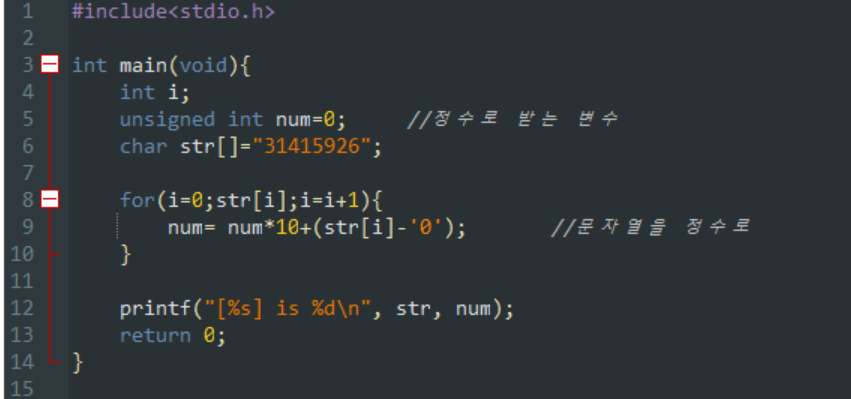 1 #include<stdio.h>
2
3 int main(void){
4 int i;
5 unsigned int num=0; //정수로 받는 변수
6 char str[]="31415926";
7
8 for(i=0;str[i];i=i+1){
9 num= num*10+(str[i]-'0'); //문자열을 정수로
10 }
11
12 printf("[%s] is %d\n", str, num);
13 return 0;
14 }
15